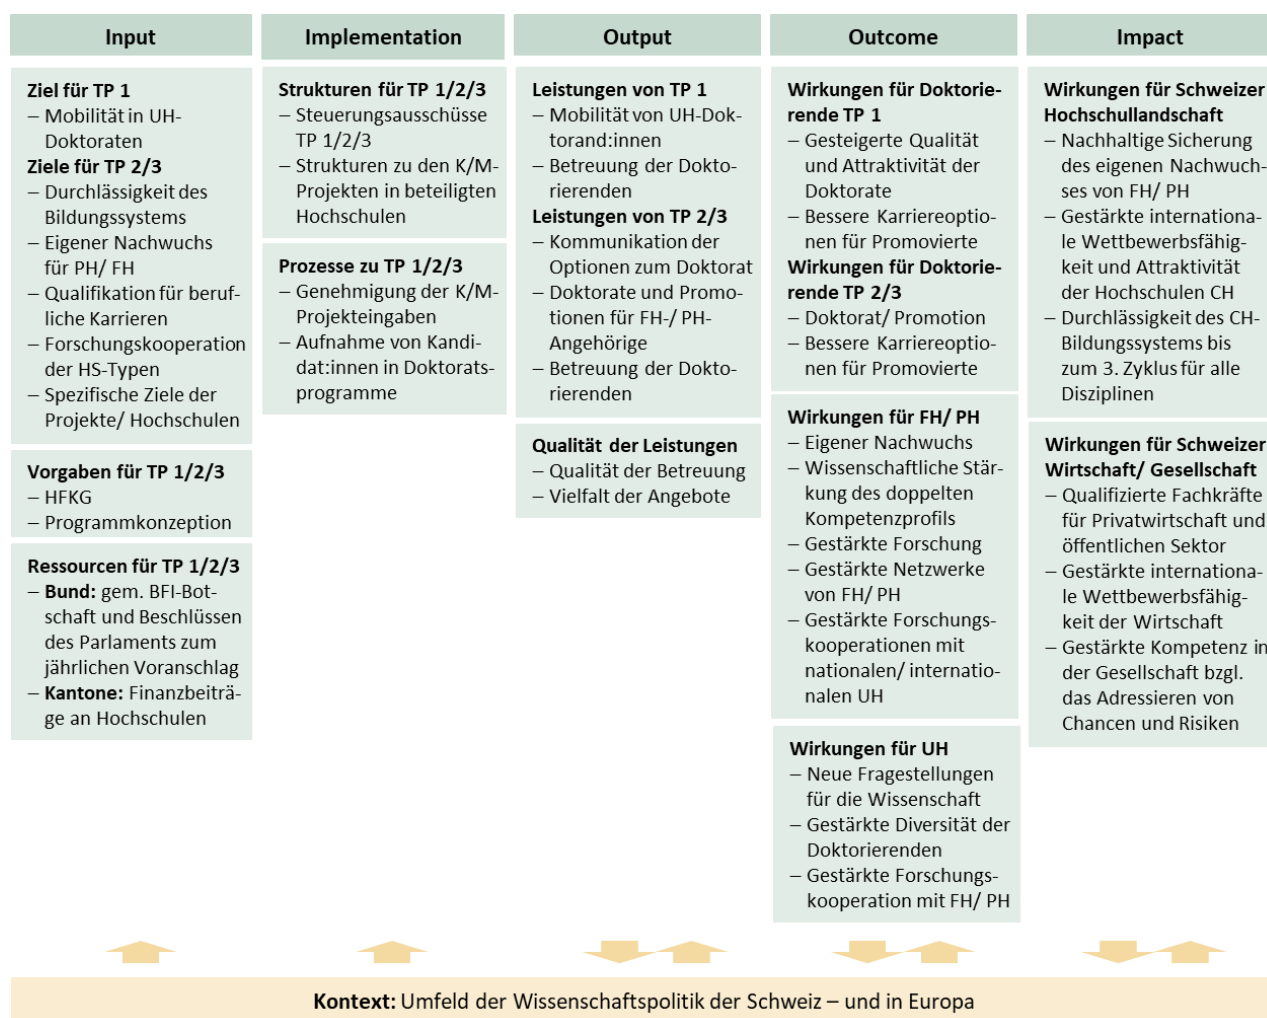 Input
Ziel für TP 1
– Mobilität in UH-
Doktoraten
Ziele für TP 2/3
– Durchlässigkeit des
Bildungssystems
– Eigener Nachwuchs
für PH/ FH
– Qualifikation für beruf-
liche Karrieren
– Forschungskooperation
der HS-Typen
– Spezifische Ziele der
Projekte/ Hochschulen
Vorgaben für TP 1/2/3
– HFKG
– Programmkonzeption
Ressourcen für TP 1/2/3
– Bund: gem. BFI-Bot-
schaft und Beschlüssen
des Parlaments zum
jährlichen Voranschlag
– Kantone: Finanzbeiträ-
ge an Hochschulen
Implementation
Strukturen für TP 1/2/3
– Steuerungsausschüsse
TP 1/2/3
– Strukturen zu den K/M-
Projekten in beteiligten
Hochschulen
Prozesse zu TP 1/2/3
– Genehmigung der K/M-
Projekteingaben
– Aufnahme von Kandi-
dat:innen in Doktorats-
programme
Output
Leistungen von TP 1
– Mobilität von UH-Dok-
torand:innen
– Betreuung der Dokto-
rierenden
Leistungen von TP 2/3
– Kommunikation der
Optionen zum Doktorat
– Doktorate und Promo-
tionen für FH-/ PH-
Angehörige
– Betreuung der Dokto-
rierenden
Qualität der Leistungen
– Qualität der Betreuung
– Vielfalt der Angebote
Outcome
Wirkungen für Doktorie-
rende TP 1
– Gesteigerte Qualität
und Attraktivität der
Doktorate
– Bessere Karriereoptio-
nen für Promovierte
Wirkungen für Doktorie-
rende TP 2/3
– Doktorat/ Promotion
– Bessere Karriereoptio-
nen für Promovierte
Wirkungen für FH/ PH
– Eigener Nachwuchs
– Wissenschaftliche Stär-
kung des doppelten
Kompetenzprofils
– Gestärkte Forschung
– Gestärkte Netzwerke
von FH/ PH
– Gestärkte Forschungs-
kooperationen mit
nationalen/ internatio-
nalen UH
Wirkungen für UH
– Neue Fragestellungen
für die Wissenschaft
– Gestärkte Diversität der
Doktorierenden
– Gestärkte Forschungs-
kooperation mit FH/ PH
Impact
Wirkungen für Schweizer
Hochschullandschaft
– Nachhaltige Sicherung
des eigenen Nachwuch-
ses von FH/ PH
– Gestärkte internationa-
le Wettbewerbsfähig-
keit und Attraktivität
der Hochschulen CH
– Durchlässigkeit des CH-
Bildungssystems bis
zum 3. Zyklus für alle
Disziplinen
Wirkungen für Schweizer
Wirtschaft/ Gesellschaft
– Qualifizierte Fachkräfte
für Privatwirtschaft und
öffentlichen Sektor
– Gestärkte internationa-
le Wettbewerbsfähig-
keit der Wirtschaft
– Gestärkte Kompetenz in
der Gesellschaft bzgl.
das Adressieren von
Chancen und Risiken
Kontext: Umfeld der Wissenschaftspolitik der Schweiz – und in Europa